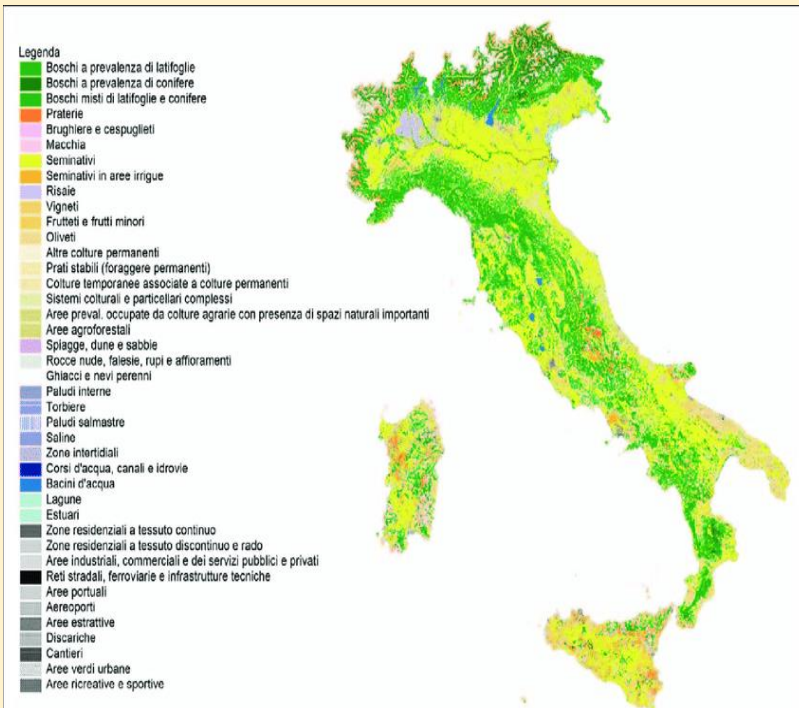 Legenda
Boschi a prevalenza di latifoglie
Boschi a prevalenza di conifere
Boschi misti di latifoglie e conifere
Praterie
Brughiere e cespuglieti
Macchia
Seminativi
Seminativi in aree irrigue
Risaie
Vigneti
Frutteti e frutti minori
Oliveti
Altre colture permanenti
Prati stabili (foraggere permanenti)
Colture temporanee associate a colture permanenti
Sistemi colturali e particellari complessi
Aree preval. occupate da colture agrarie con presenza di spazi naturali importanti
Aree agroforestali
Spiagge, dune e sabbie
Rocce nude, falesie, rupi e affioramenti
Ghiacci e nevi perenni
Paludi interne
Torbiere
Paludi salmastre
Saline
Zone intertidiali
Corsi d'acqua, canali e idrovie
Bacini d'acqua
Lagune
Estuari
Zone residenziali a tessuto continuo
Zone residenziali a tessuto discontinuo e rado
Aree industriali, commerciali e dei servizi pubblici e privati
Reti stradali, ferroviarie e infrastrutture tecniche
Aree portuali
Aereoporti
Aree estrattive
Discariche
Cantieri
Aree verdi urbane
Aree ricreative e sportive